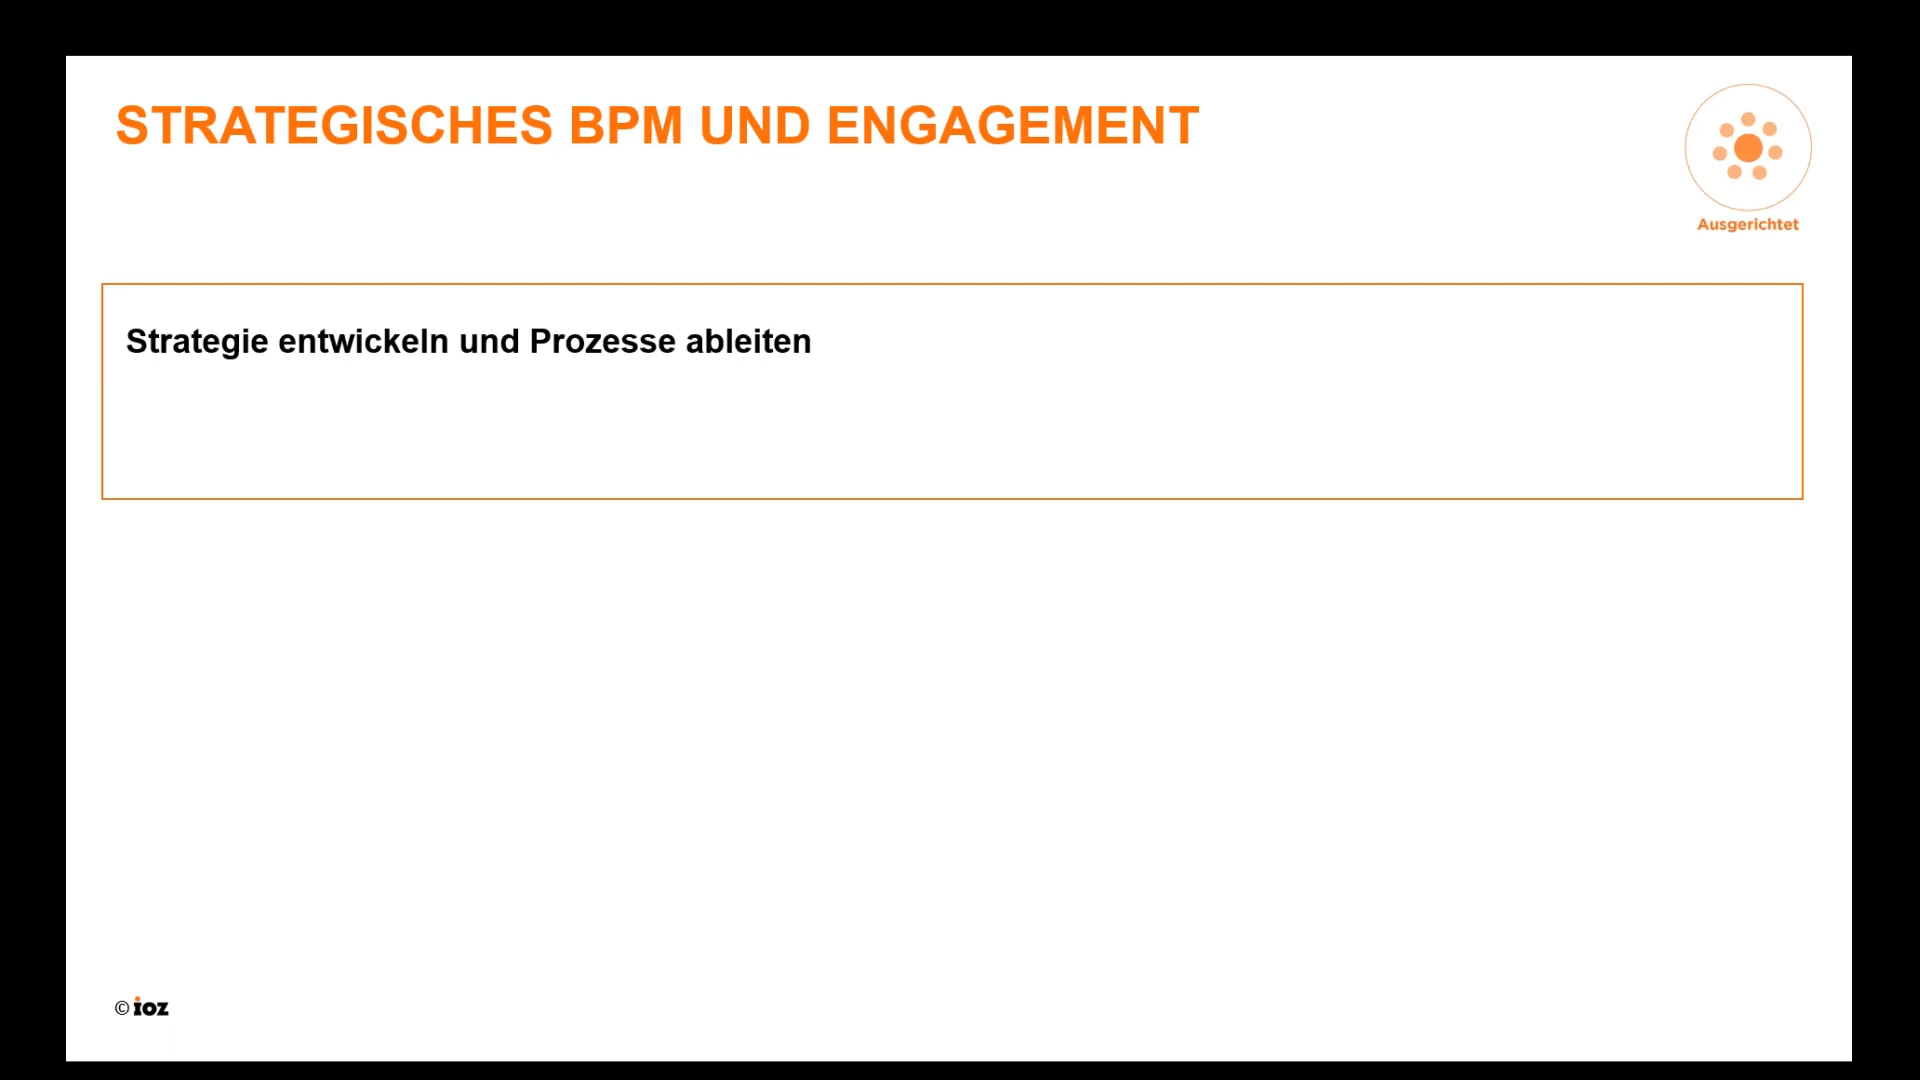 STRATEGISCHES BPM UND ENGAGEMENT
Ausgerichtet
Strategie entwickeln und Prozesse ableiten
© ioz